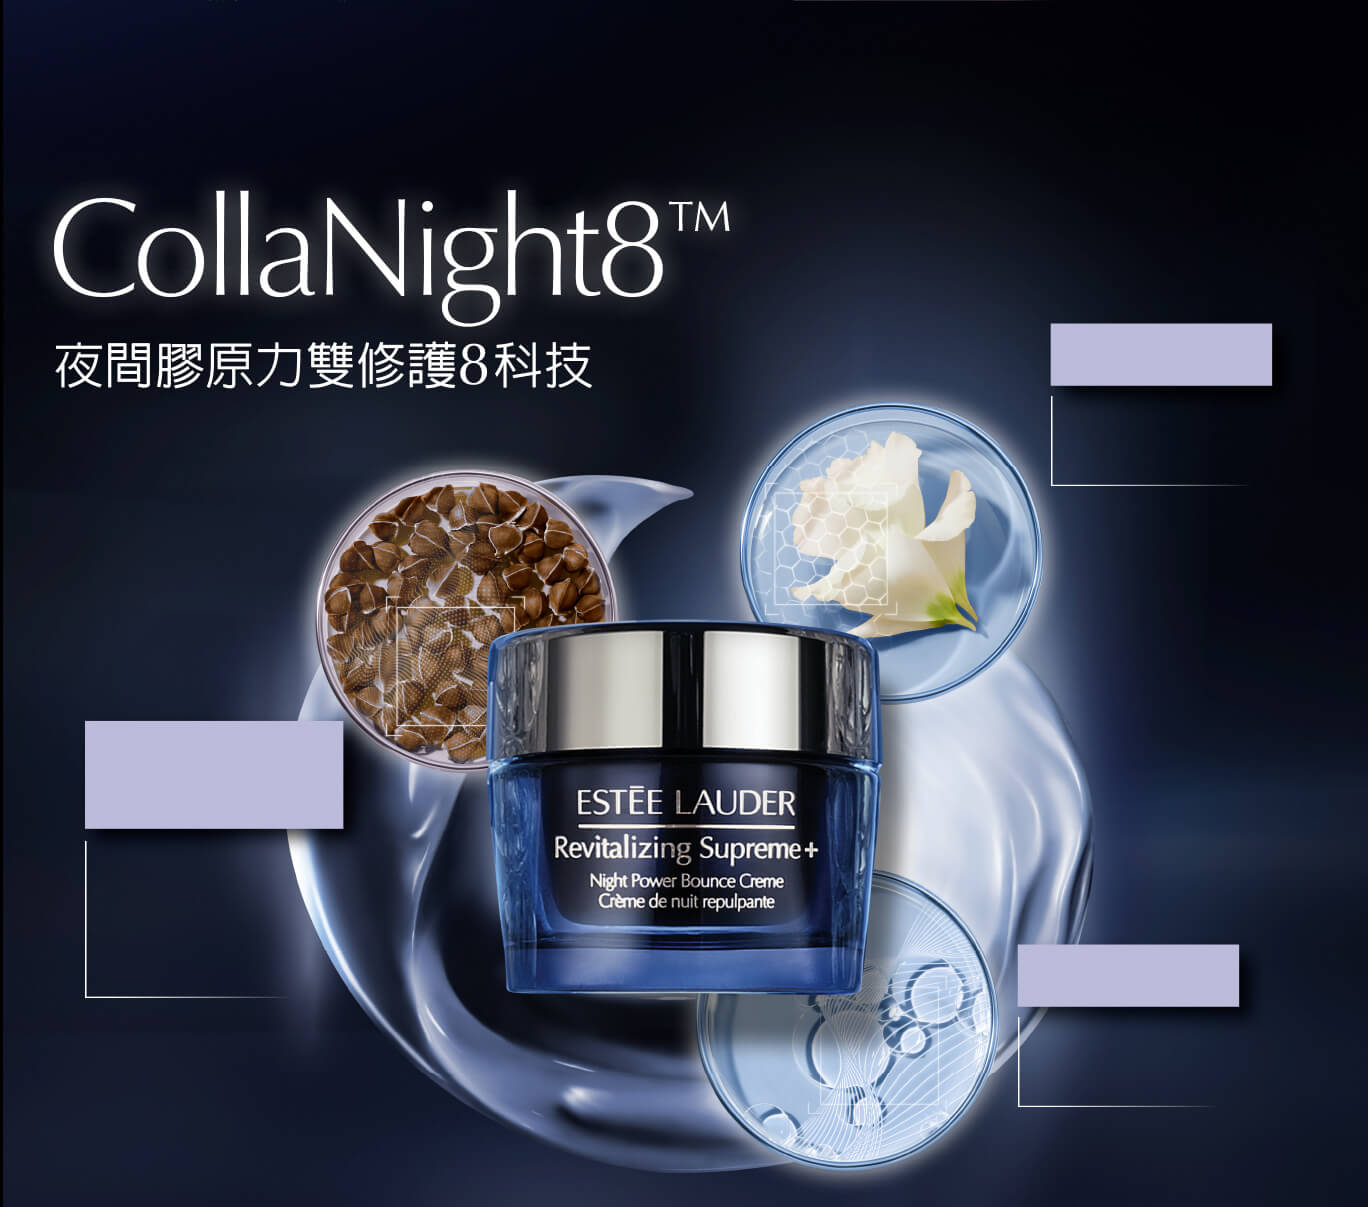 CollaNight8™
夜間膠原力雙修護8科技
ESTĒE LAUDER
Revitalizing Supreme+
Night Power Bounce Creme
Crème de nuit repulpante